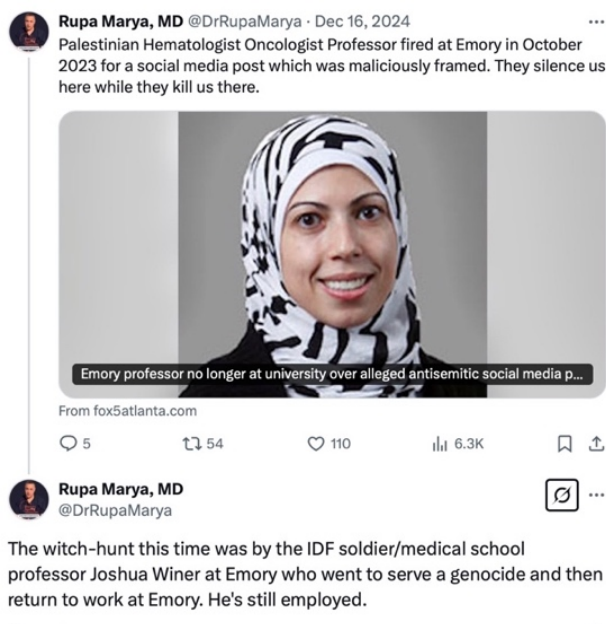 Rupa Marya, MD @DrRupaMarya · Dec 16, 2024
Palestinian Hematologist Oncologist Professor fired at Emory in October
2023 for a social media post which was maliciously framed. They silence us
here while they kill us there.
Emory professor no longer at university over alleged antisemitic social media p...
From fox5atlanta.com
5 54 110 6.3K
Rupa Marya, MD
@DrRupaMarya
The witch-hunt this time was by the IDF soldier/medical school
professor Joshua Winer at Emory who went to serve a genocide and then
return to work at Emory. He's still employed.